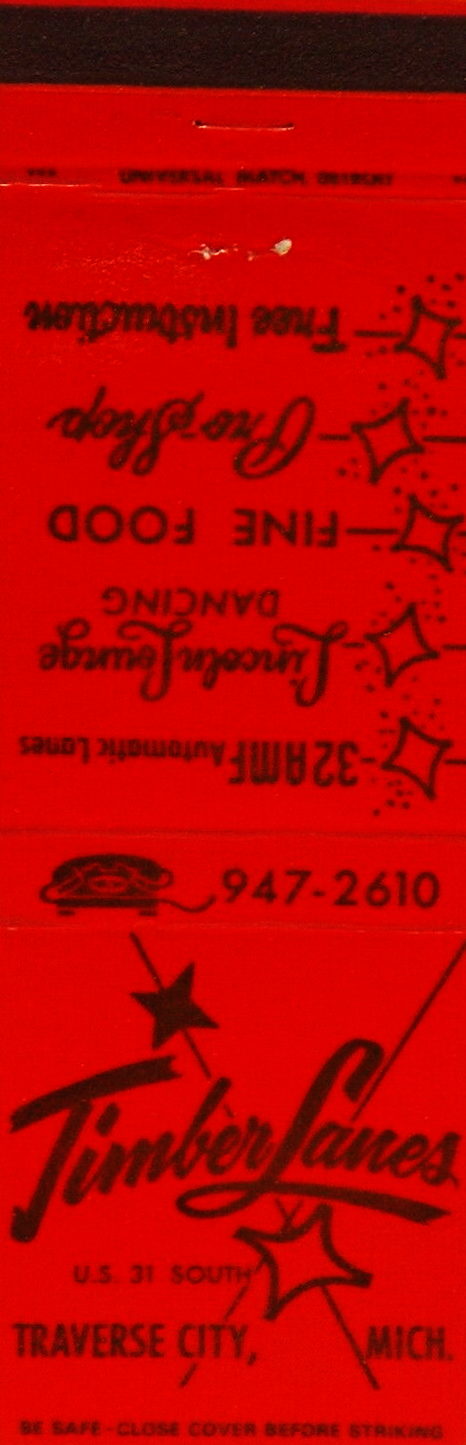 UNIVERSAL MATCH, DETROIT
32 AMF Automatic Lanes
Lincoln Lounge
DANCING
FINE FOOD
Pro-Shop
Free Instruction
947-2610
Timber Lanes
U.S. 31 SOUTH
TRAVERSE CITY, MICH.
BE SAFE-CLOSE COVER BEFORE STRIKING